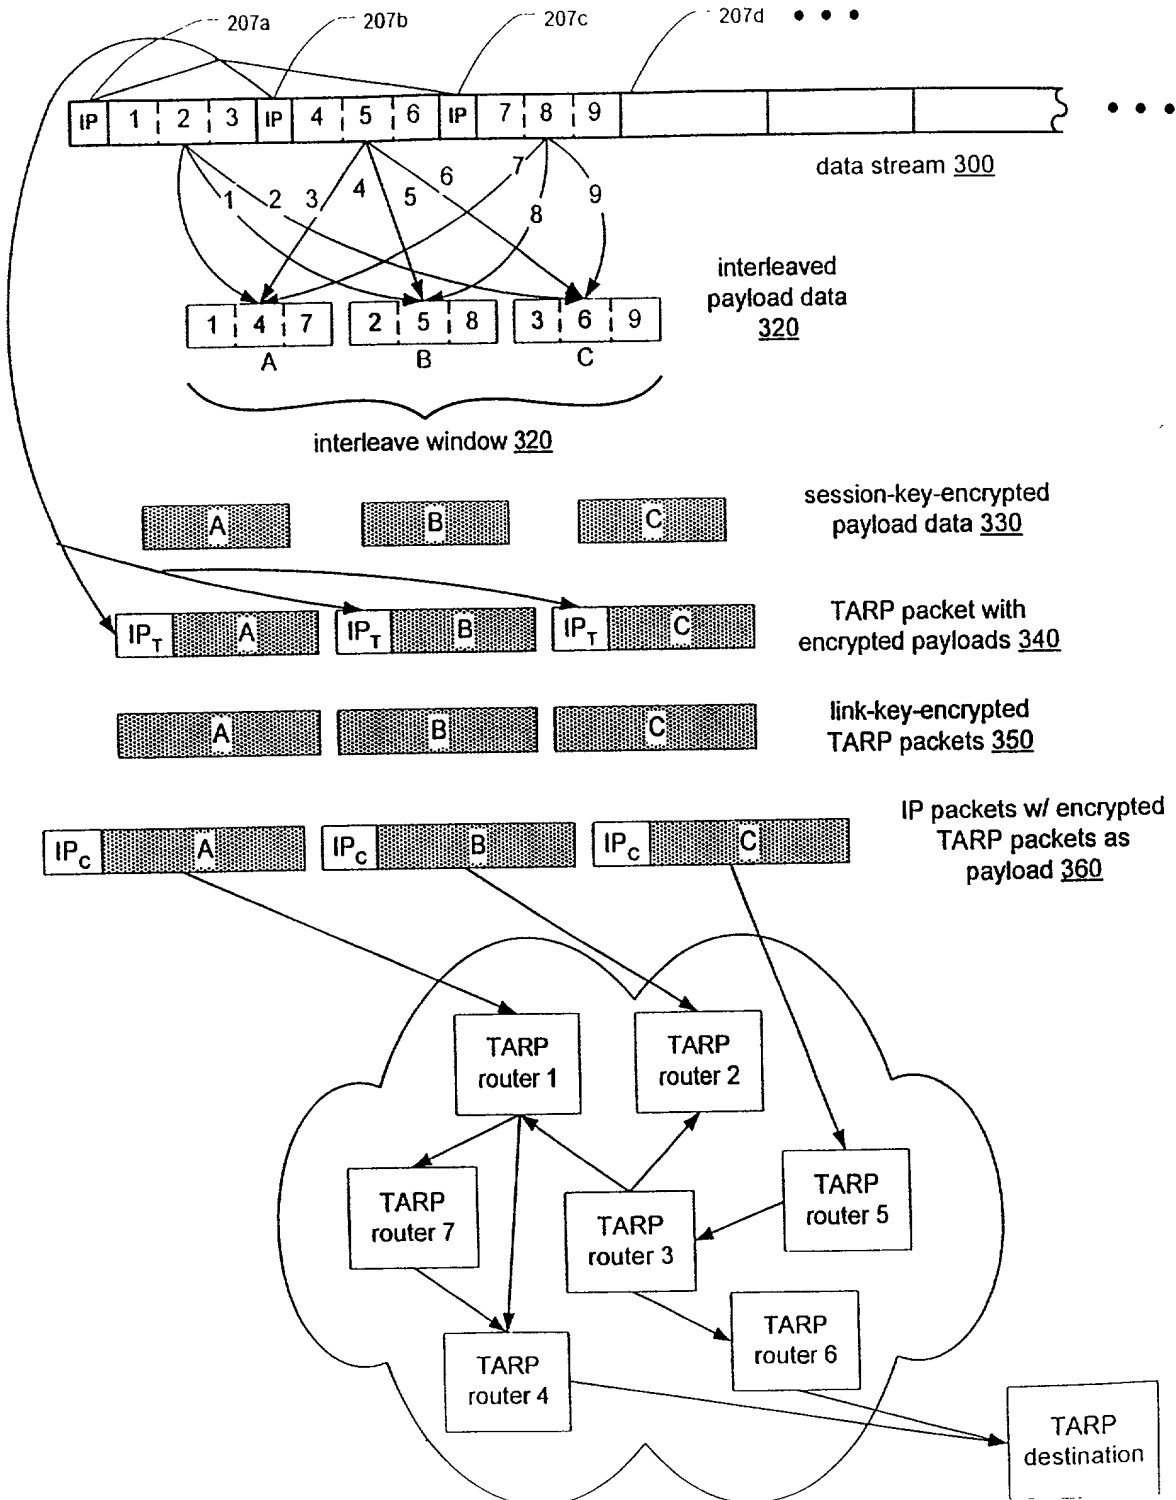 207a 207b 207c 207d • • •
IP 1 2 3 IP 4 5 6 IP 7 8 9 • • •
data stream 300
1 2 3 4 5 6 7 8 9
interleaved
payload data
320
1 4 7 2 5 8 3 6 9
A B C
interleave window 320
A B C
session-key-encrypted
payload data 330
IPT A IPT B IPT C
TARP packet with
encrypted payloads 340
A B C
link-key-encrypted
TARP packets 350
IPC A IPC B IPC C
IP packets w/ encrypted
TARP packets as
payload 360
TARP
router 1
TARP
router 2
TARP
router 7
TARP
router 3
TARP
router 5
TARP
router 4
TARP
router 6
TARP
destination